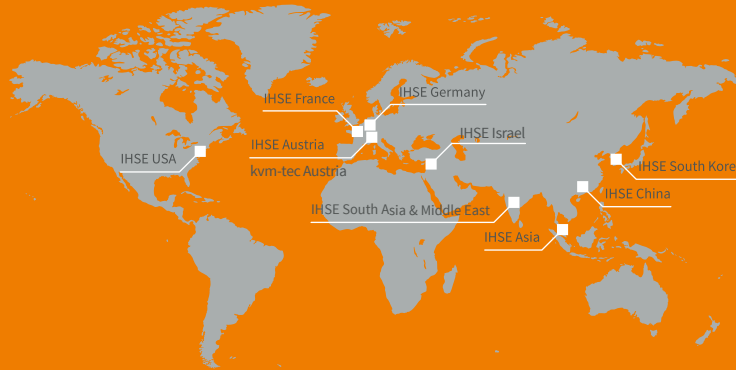 IHSE Germany
IHSE France
IHSE Israel
IHSE Austria
kvm-tec Austria
IHSE USA
IHSE South Kore
IHSE China
IHSE South Asia & Middle East
IHSE Asia